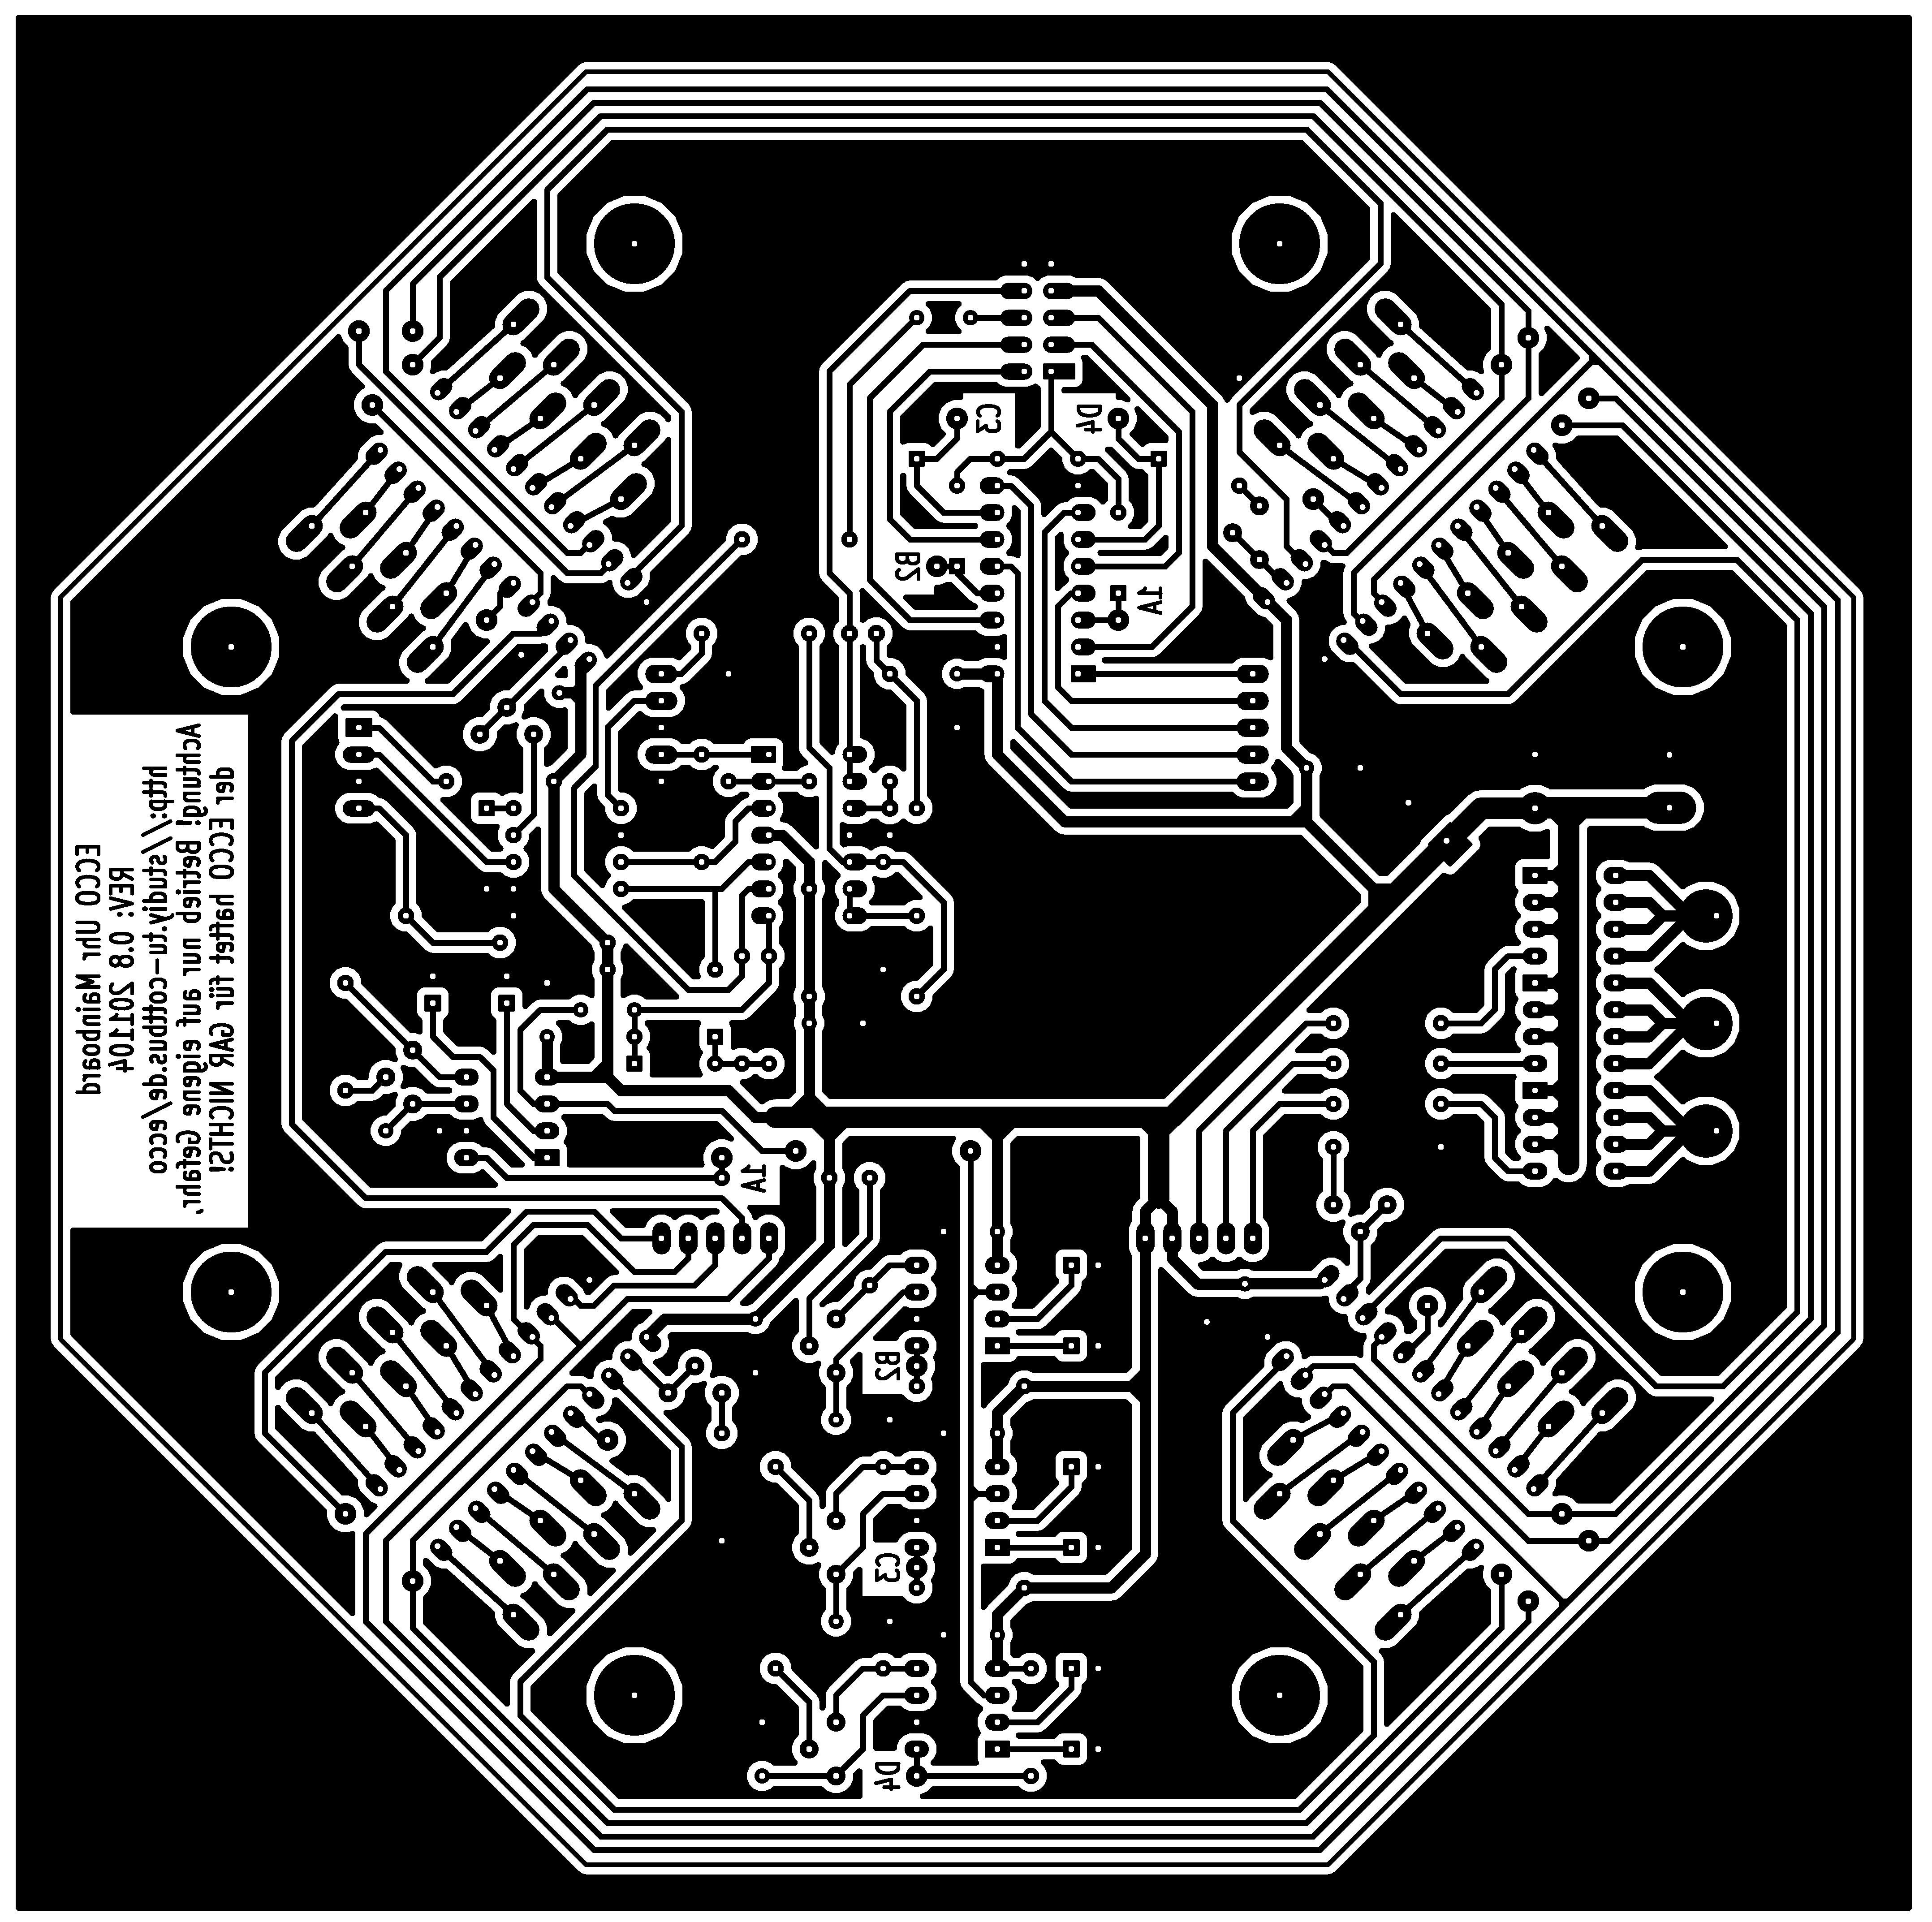 ECCO Uhr Mainboard
REV: 0.8 201104
http://studiv.tu-cottbus.de/ecco
Achtung! Betrieb nur auf eigene Gefahr,
der ECCO haftet für GAR NICHTS!
C3
D4
B2
A1
A1
B2
C3
D4